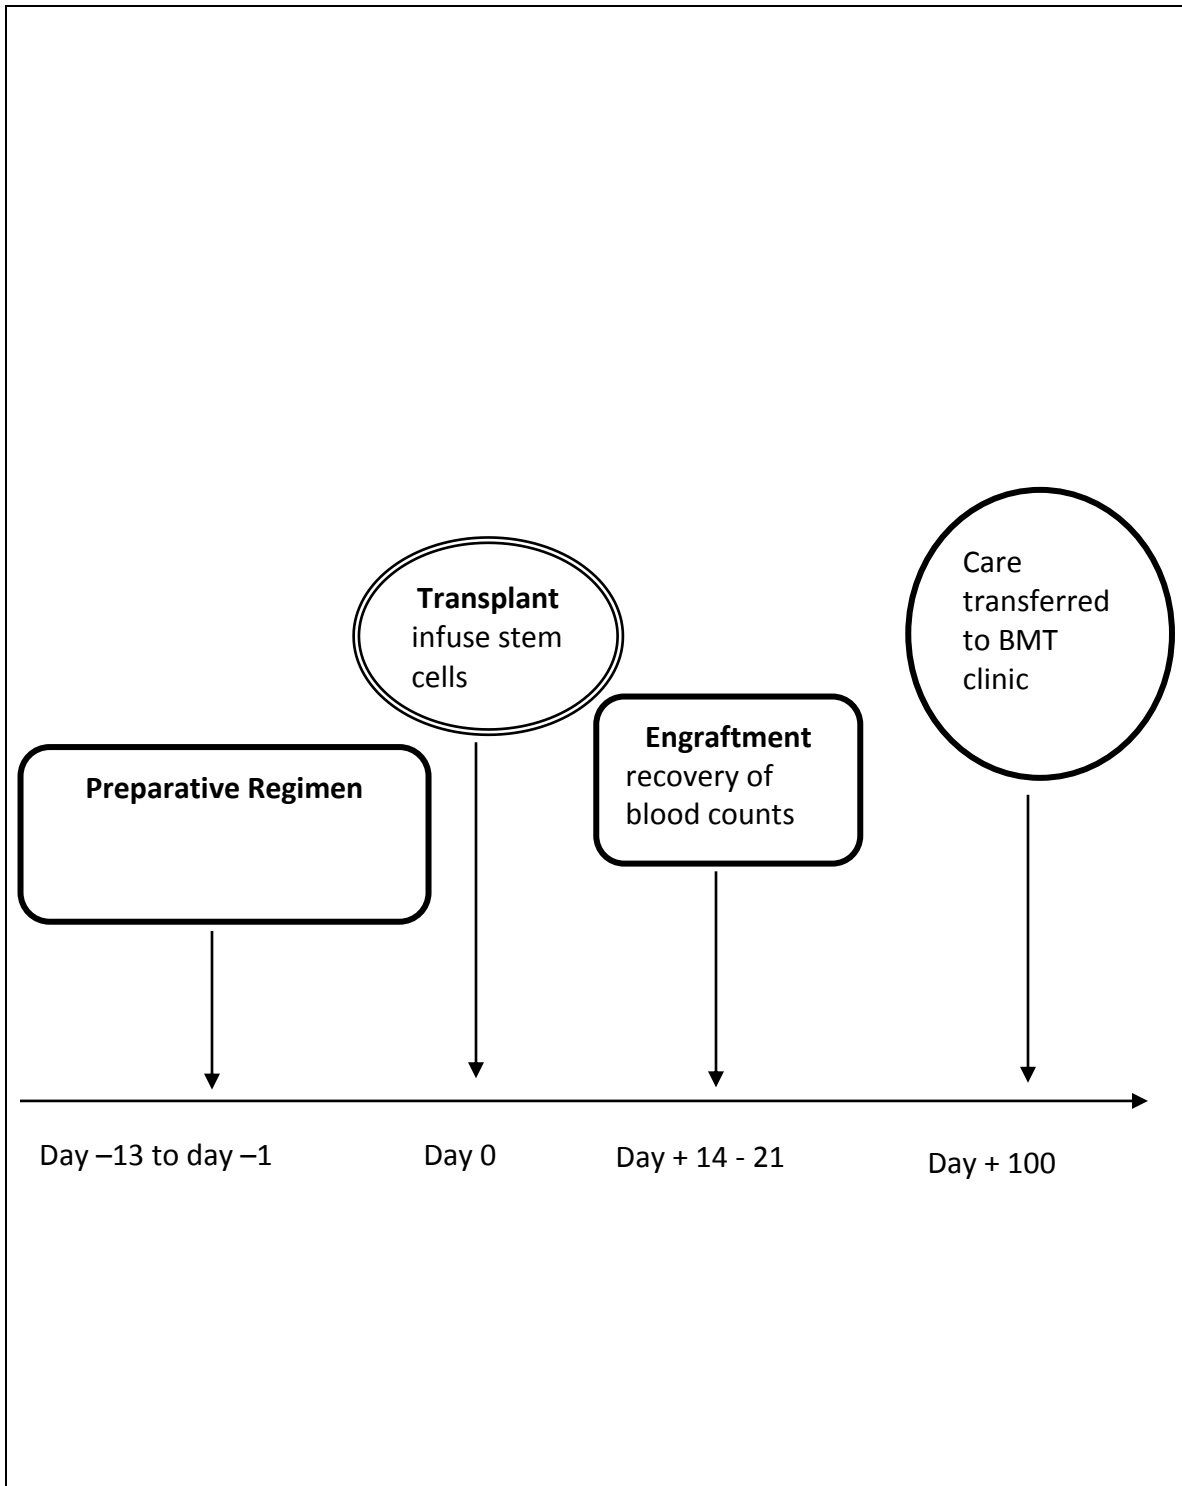 Preparative Regimen
Transplant
infuse stem
cells
Engraftment
recovery of
blood counts
Care
transferred
to BMT
clinic
Day –13 to day –1
Day 0
Day + 14 - 21
Day + 100